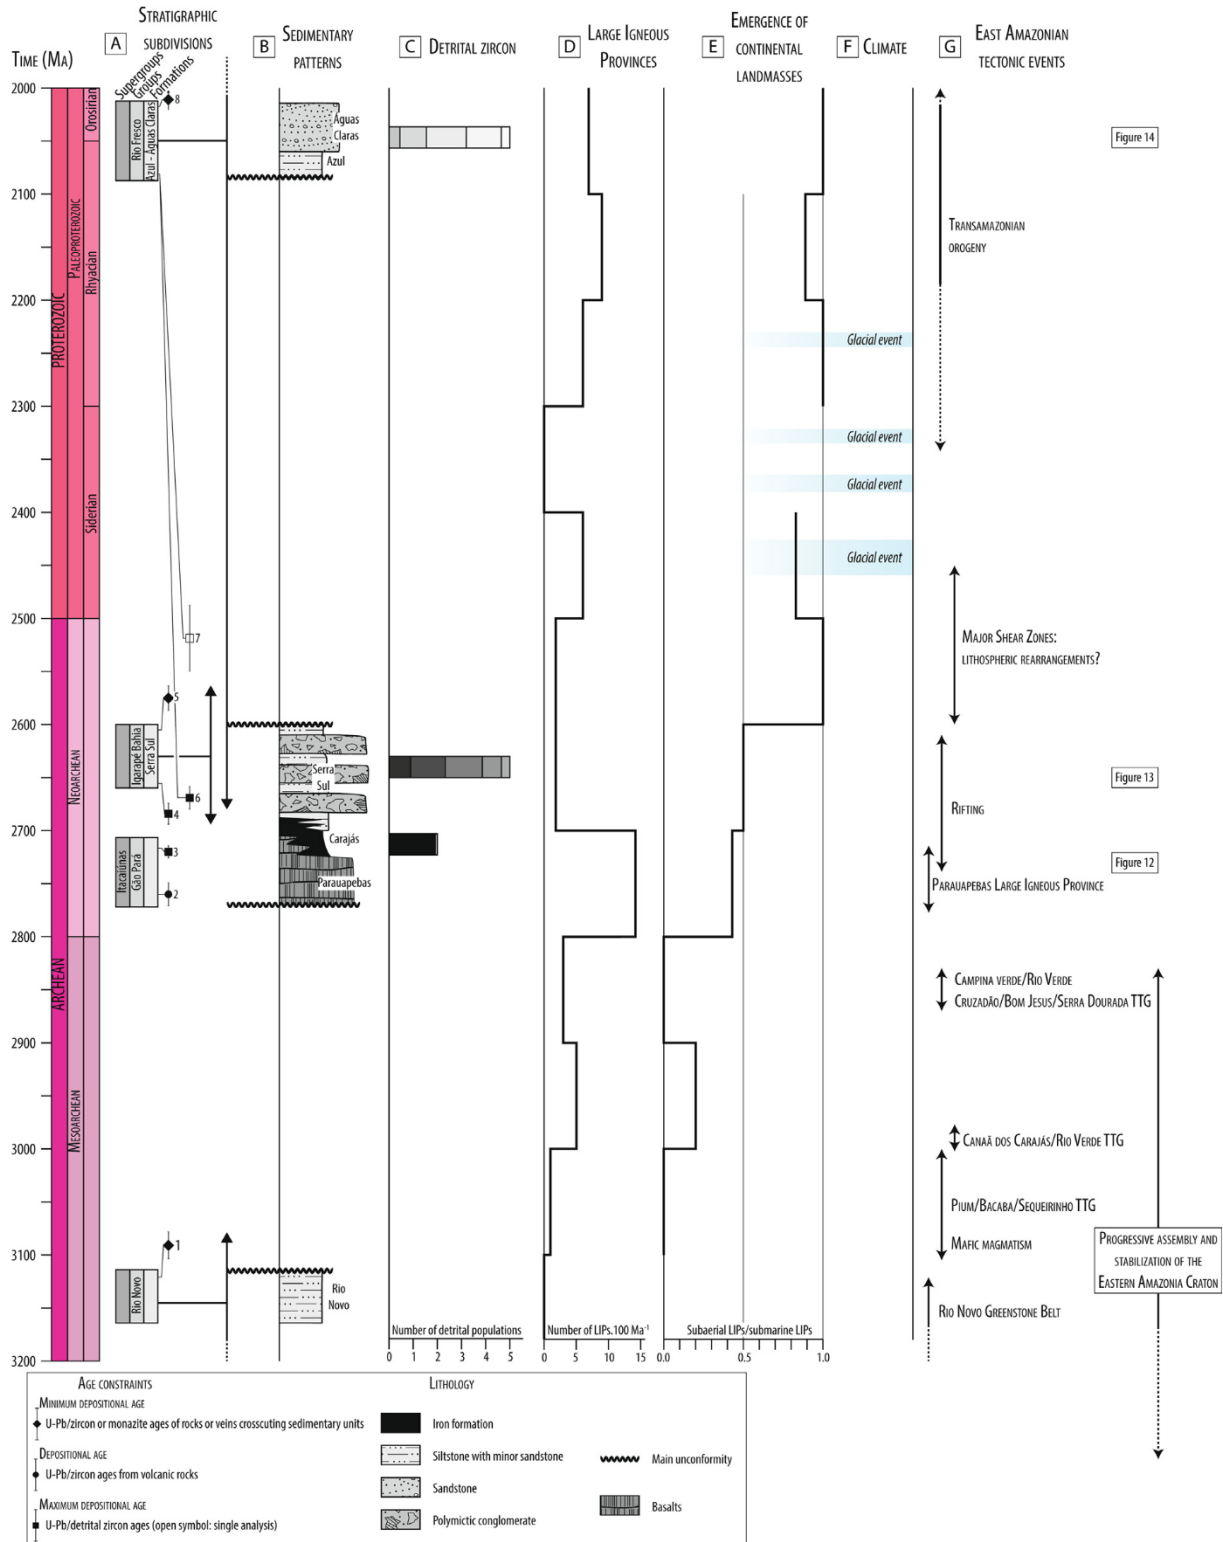 TIME (MA)
A STRATIGRAPHIC SUBDIVISIONS
B SEDIMENTARY PATTERNS
C DETRITAL ZIRCON
D LARGE IGNEOUS PROVINCES
E EMERGENCE OF CONTINENTAL LANDMASSES
F CLIMATE
G EAST AMAZONIAN TECTONIC EVENTS
Supergroups
Groups
Formations
2000
2100
2200
2300
2400
2500
2600
2700
2800
2900
3000
3100
3200
PROTEROZOIC
ARCHEAN
PALEOPROTEROZOIC
NEOARCHEAN
MESOARCHEAN
Orosirian
Rhyacian
Siderian
Rio Fresco
Azul - Águas Claras
8
7
5
Igarapé Bahia
Serra Sul
6
4
Itacaiúnas
Gão Pará
3
2
1
Rio Novo
Águas
Claras
Azul
Serra
Sul
Carajás
Parauapebas
Rio
Novo
Glacial event
Glacial event
Glacial event
Glacial event
Figure 14
TRANSAMAZONIAN
OROGENY
MAJOR SHEAR ZONES:
LITHOSPHERIC REARRANGEMENTS?
Figure 13
RIFTING
Figure 12
PARAUAPEBAS LARGE IGNEOUS PROVINCE
CAMPINA VERDE/RIO VERDE
CRUZADÃO/BOM JESUS/SERRA DOURADA TTG
CANAÃ DOS CARAJÁS/RIO VERDE TTG
PIUM/BACABA/SEQUEIRINHO TTG
MAFIC MAGMATISM
PROGRESSIVE ASSEMBLY AND
STABILIZATION OF THE
EASTERN AMAZONIA CRATON
RIO NOVO GREENSTONE BELT
Number of detrital populations
0 1 2 3 4 5
Number of LIPs.100 Ma⁻¹
0 5 10 15
Subaerial LIPs/submarine LIPs
0.0 0.5 1.0
AGE CONSTRAINTS
MINIMUM DEPOSITIONAL AGE
U-Pb/zircon or monazite ages of rocks or veins crosscuting sedimentary units
DEPOSITIONAL AGE
U-Pb/zircon ages from volcanic rocks
MAXIMUM DEPOSITIONAL AGE
U-Pb/detrital zircon ages (open symbol: single analysis)
LITHOLOGY
Iron formation
Siltstone with minor sandstone
Sandstone
Polymictic conglomerate
Main unconformity
Basalts